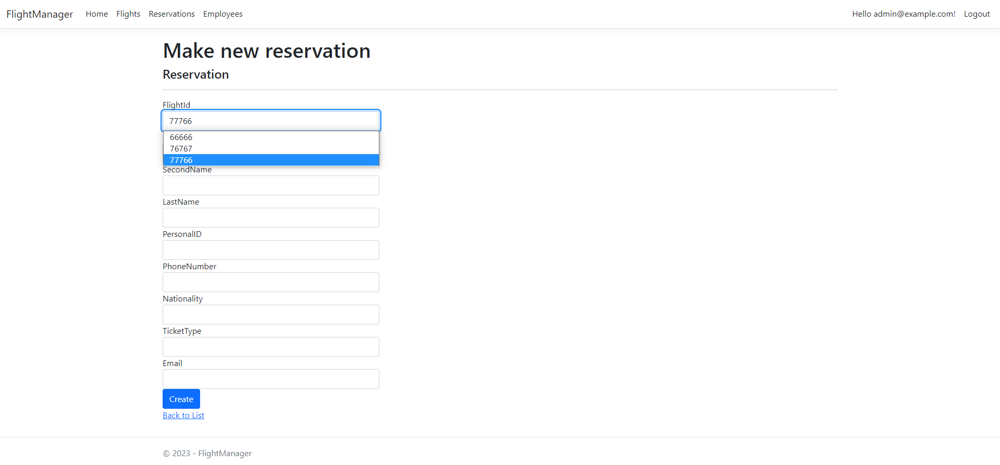 FlightManager Home Flights Reservations Employees Hello admin@example.com! Logout
Make new reservation
Reservation
FlightId
77766
66666
76767
77766
SecondName
LastName
PersonalID
PhoneNumber
Nationality
TicketType
Email
Create
Back to List
© 2023 - FlightManager